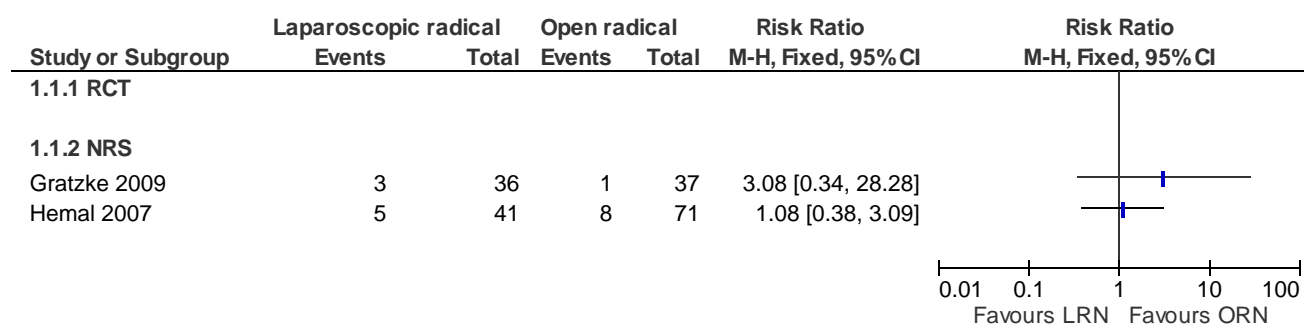 Laparoscopic radical Open radical Risk Ratio Risk Ratio
Study or Subgroup Events Total Events Total M-H, Fixed, 95% CI M-H, Fixed, 95% CI
1.1.1 RCT
1.1.2 NRS
Gratzke 2009 3 36 1 37 3.08 [0.34, 28.28]
Hemal 2007 5 41 8 71 1.08 [0.38, 3.09]
0.01 0.1 1 10 100
Favours LRN Favours ORN